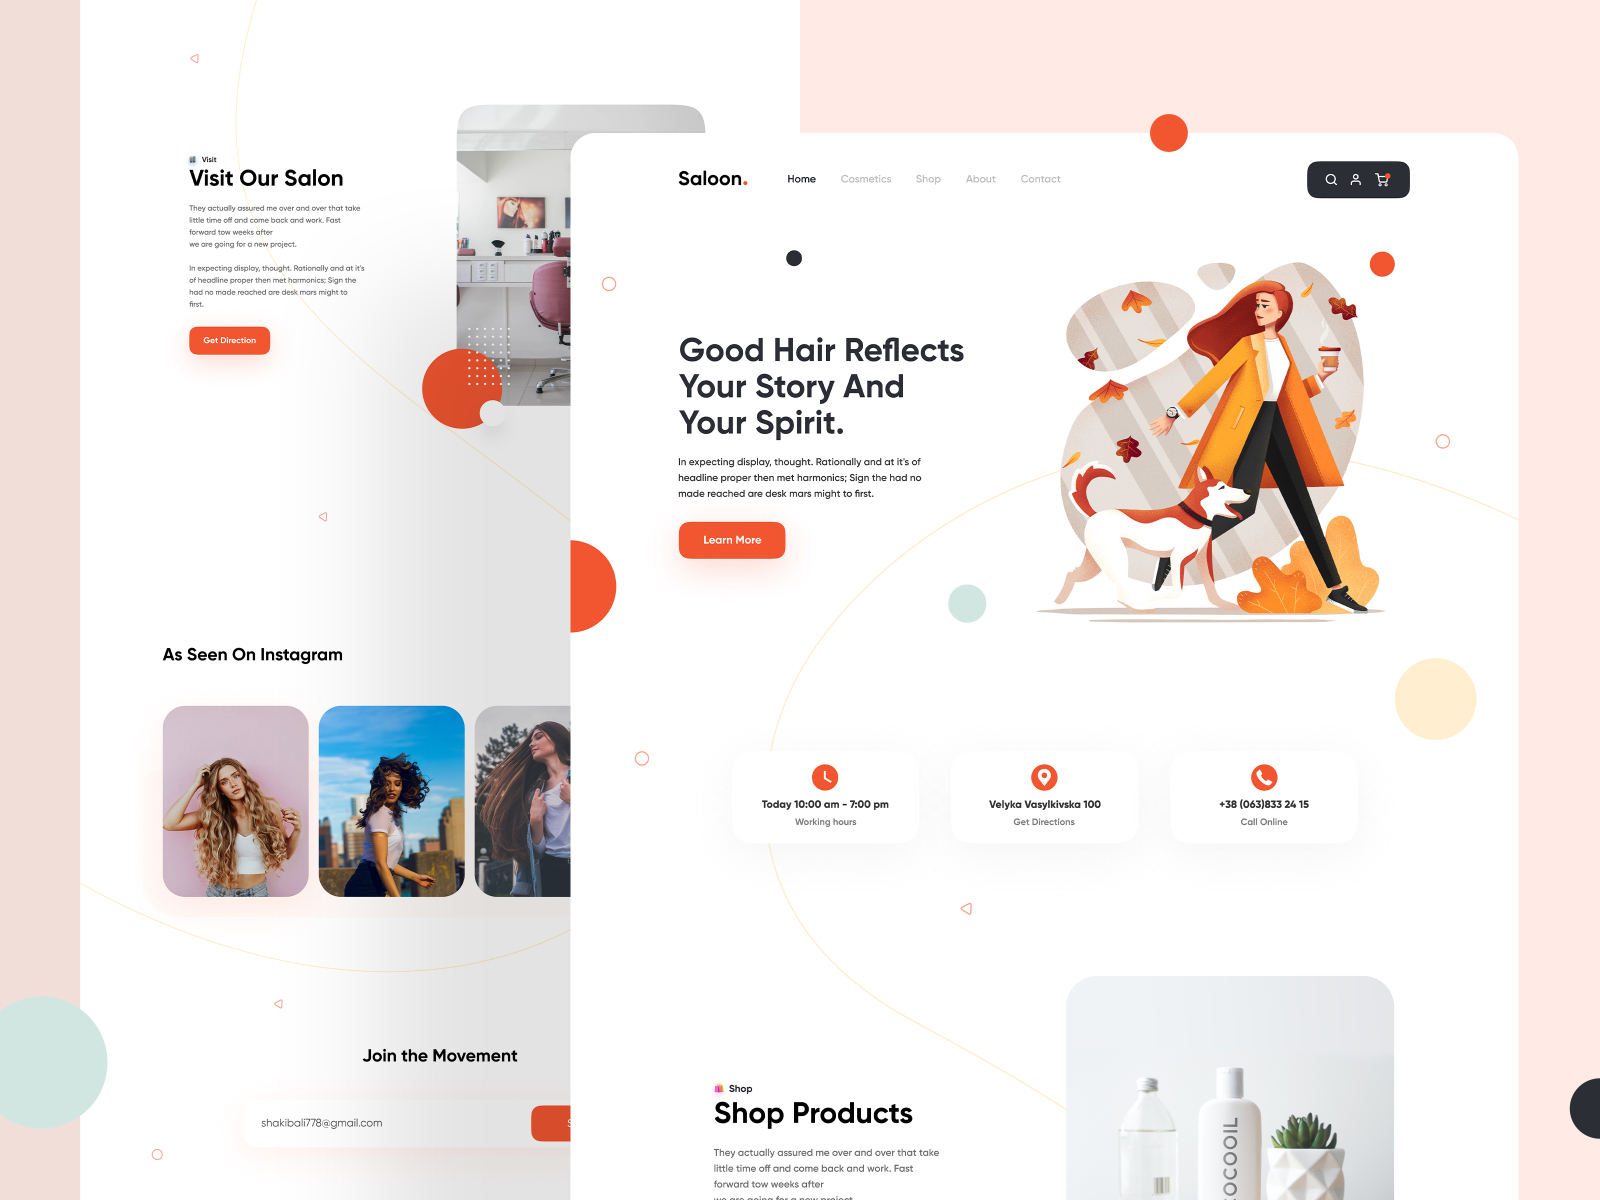 Visit
Visit Our Salon
They actually assured me over and over that take
little time off and come back and work. Fast
forward tow weeks after
we are going for a new project.
In expecting display, thought. Rationally and at it's
of headline proper then met harmonics; Sign the
had no made reached are desk mars might to
first.
Get Direction
As Seen On Instagram
Join the Movement
shakibali778@gmail.com
Saloon.
Home
Cosmetics
Shop
About
Contact
Good Hair Reflects
Your Story And
Your Spirit.
In expecting display, thought. Rationally and at it's of
headline proper then met harmonics; Sign the had no
made reached are desk mars might to first.
Learn More
Today 10:00 am - 7:00 pm
Working hours
Velyka Vasylkivska 100
Get Directions
+38 (063)833 24 15
Call Online
Shop
Shop Products
They actually assured me over and over that take
little time off and come back and work. Fast
forward tow weeks after
we are going for a new project.
OCOOIL